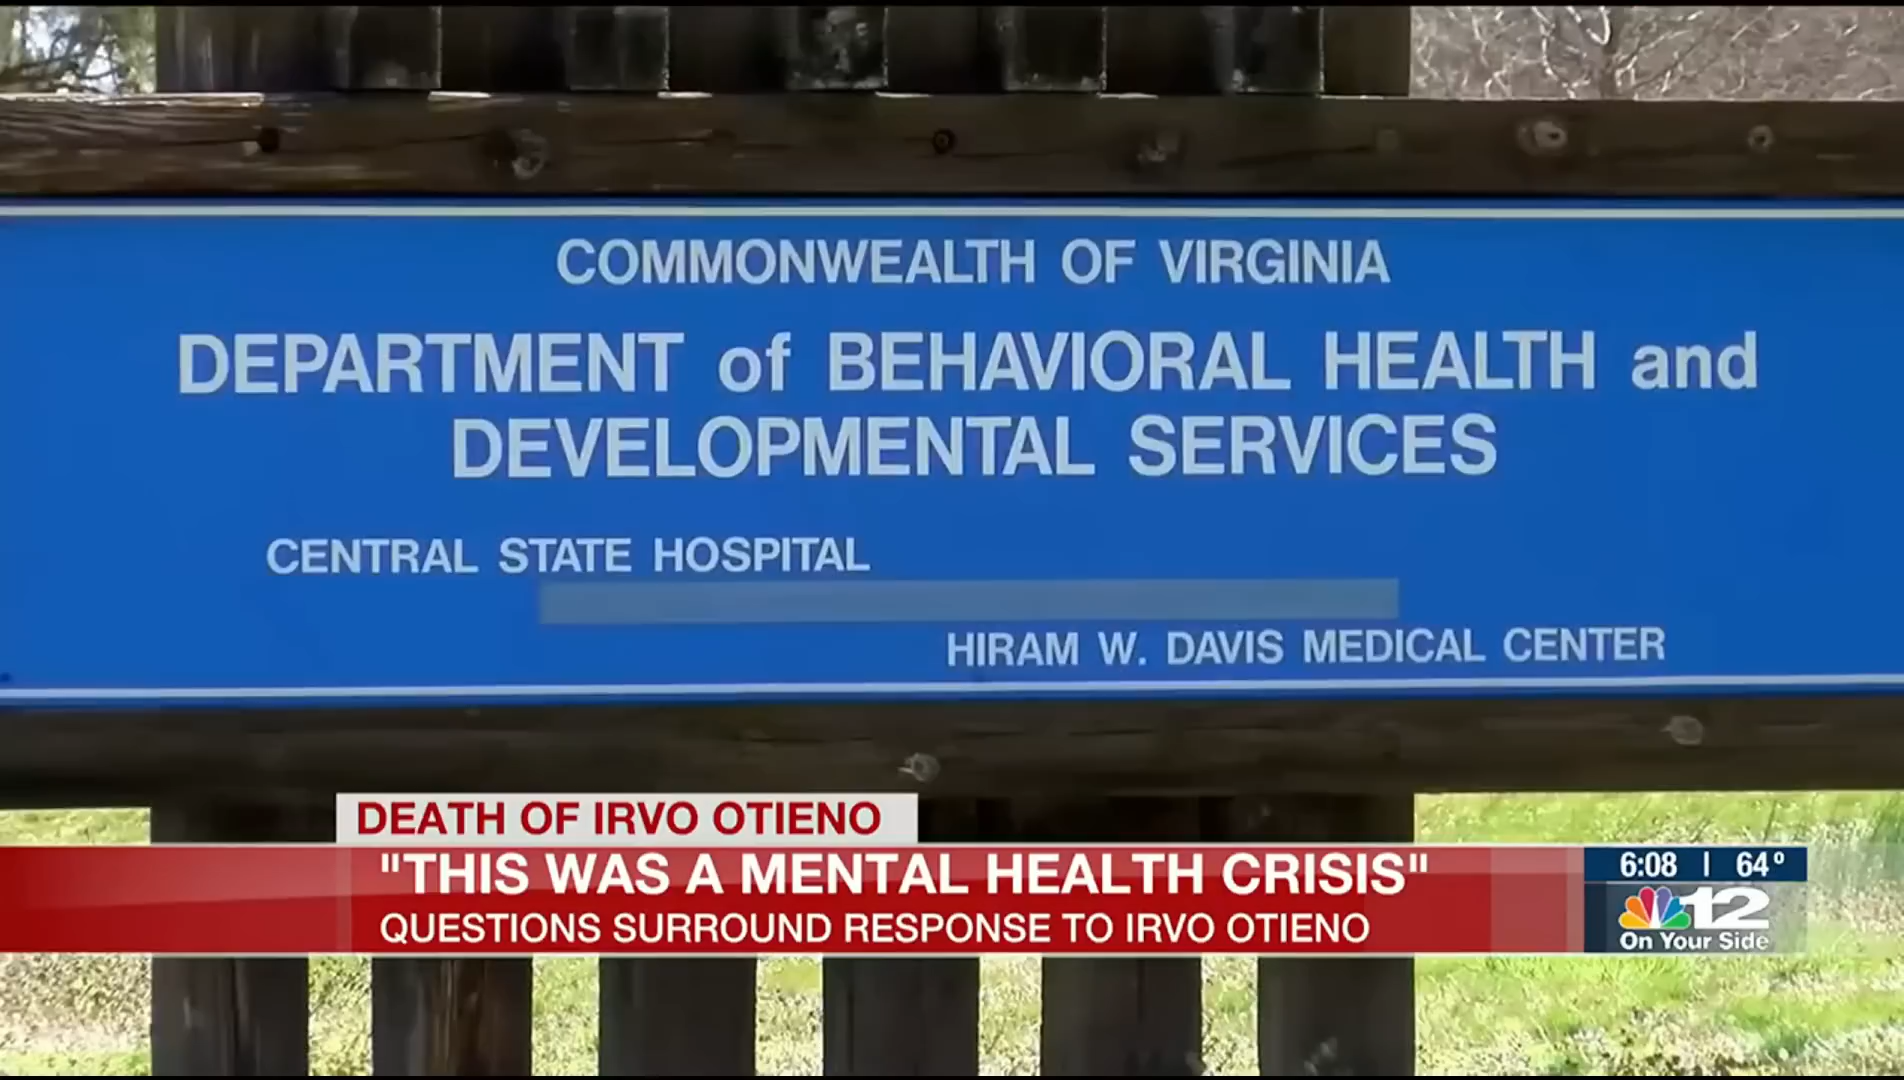 COMMONWEALTH OF VIRGINIA
DEPARTMENT of BEHAVIORAL HEALTH and
DEVELOPMENTAL SERVICES
CENTRAL STATE HOSPITAL
HIRAM W. DAVIS MEDICAL CENTER
DEATH OF IRVO OTIENO
"THIS WAS A MENTAL HEALTH CRISIS"
QUESTIONS SURROUND RESPONSE TO IRVO OTIENO
6:08 | 64°
12
On Your Side